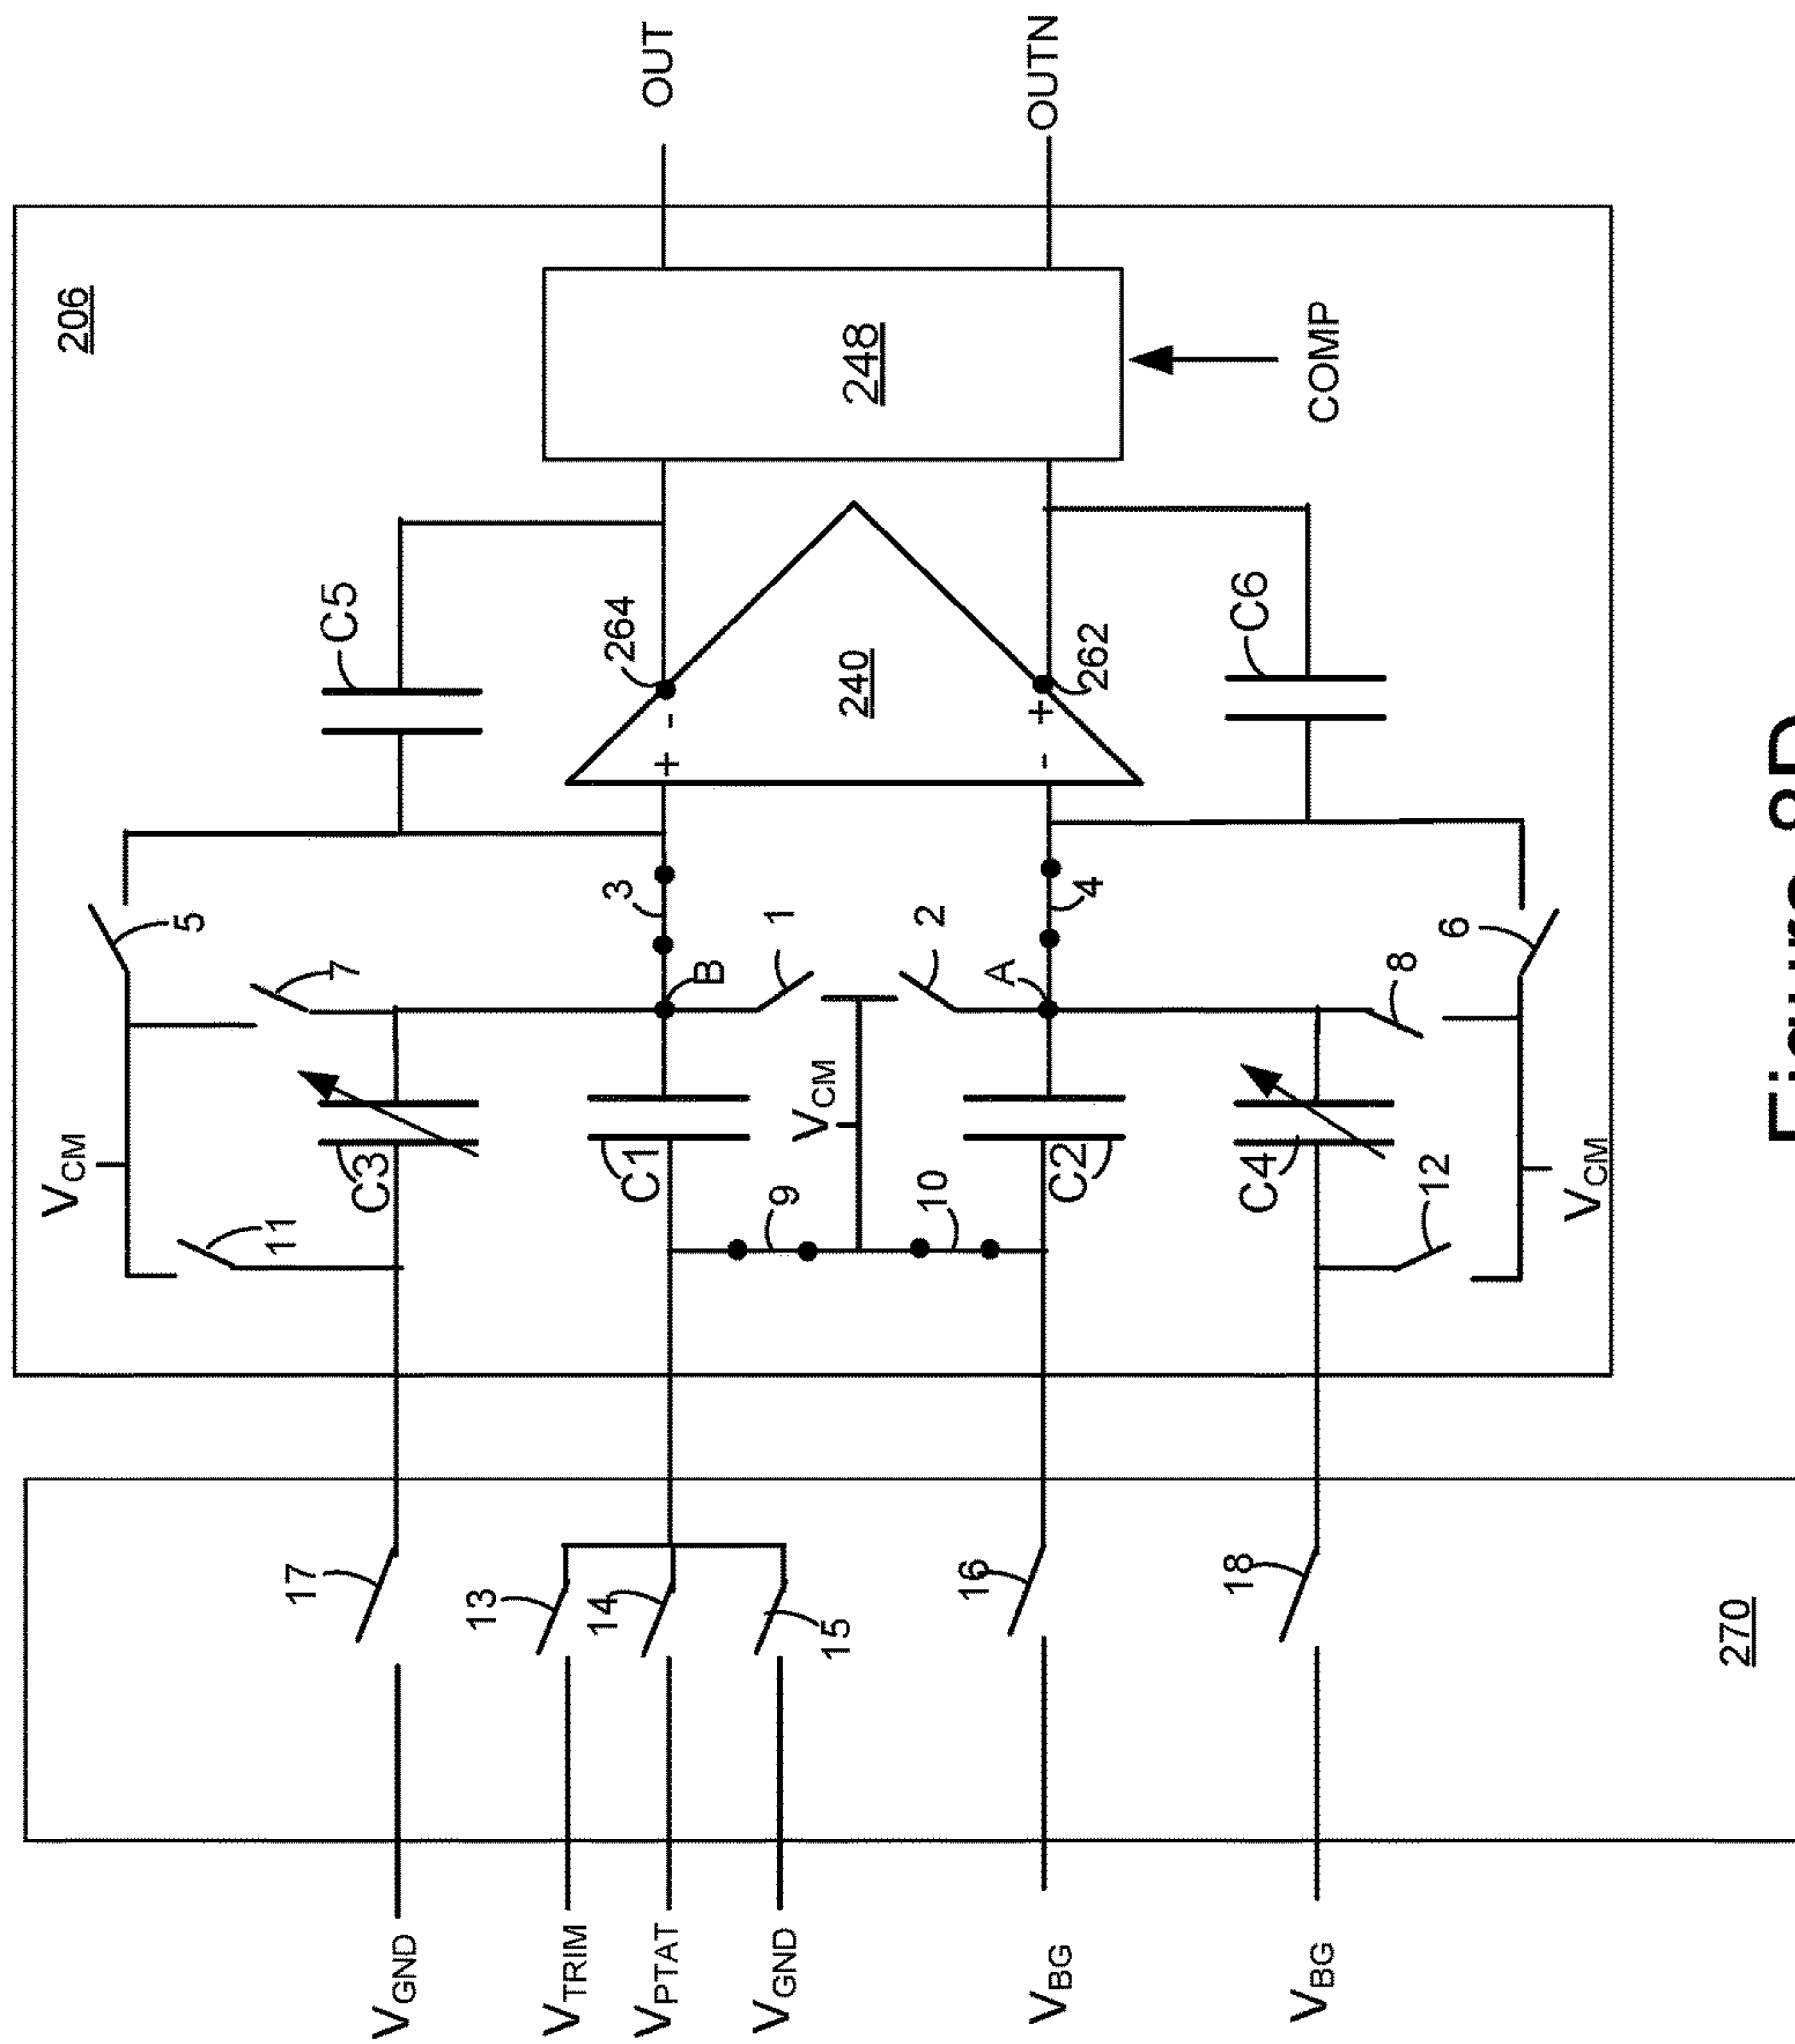 206
OUT
OUTN
248
COMP
C5
264
240
262
C6
5
7
3
B
1
2
A
4
8
6
VCM
11
C3
C1
9
VCM
10
C2
C4
12
VCM
17
13
14
15
16
18
270
VGND
VTRIM
VPTAT
VGND
VBG
VBG
+
-
-
+